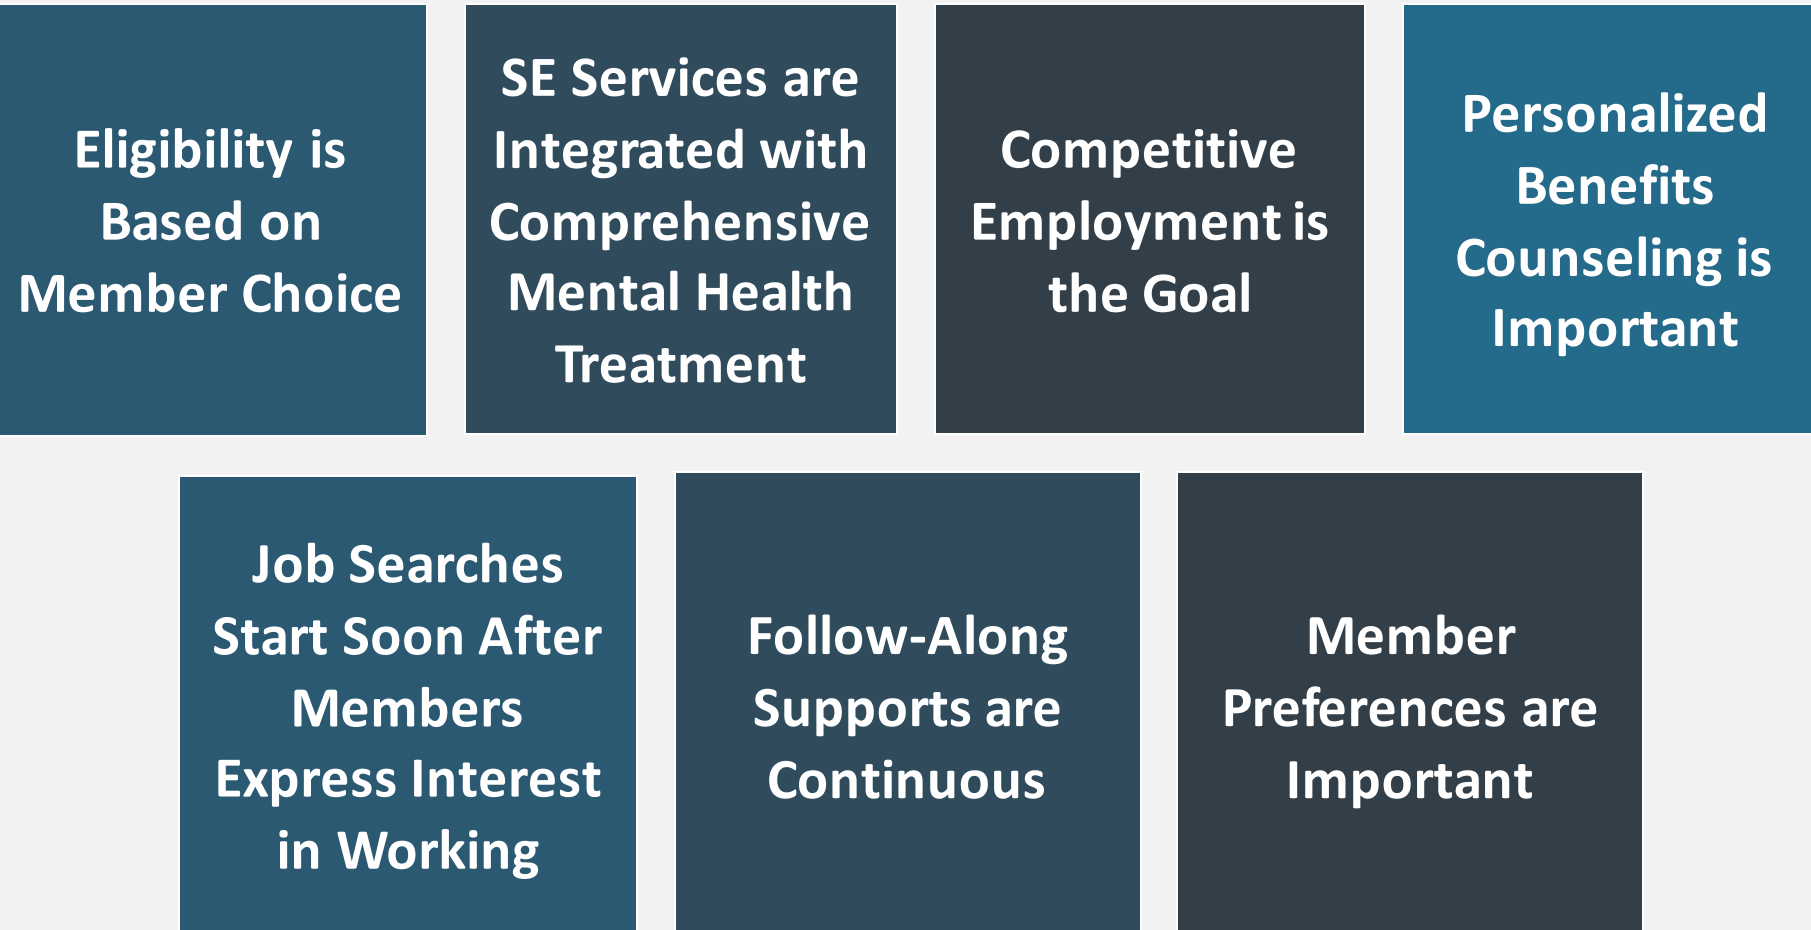 Eligibility is
Based on
Member Choice
SE Services are
Integrated with
Comprehensive
Mental Health
Treatment
Competitive
Employment is
the Goal
Personalized
Benefits
Counseling is
Important
Job Searches
Start Soon After
Members
Express Interest
in Working
Follow-Along
Supports are
Continuous
Member
Preferences are
Important